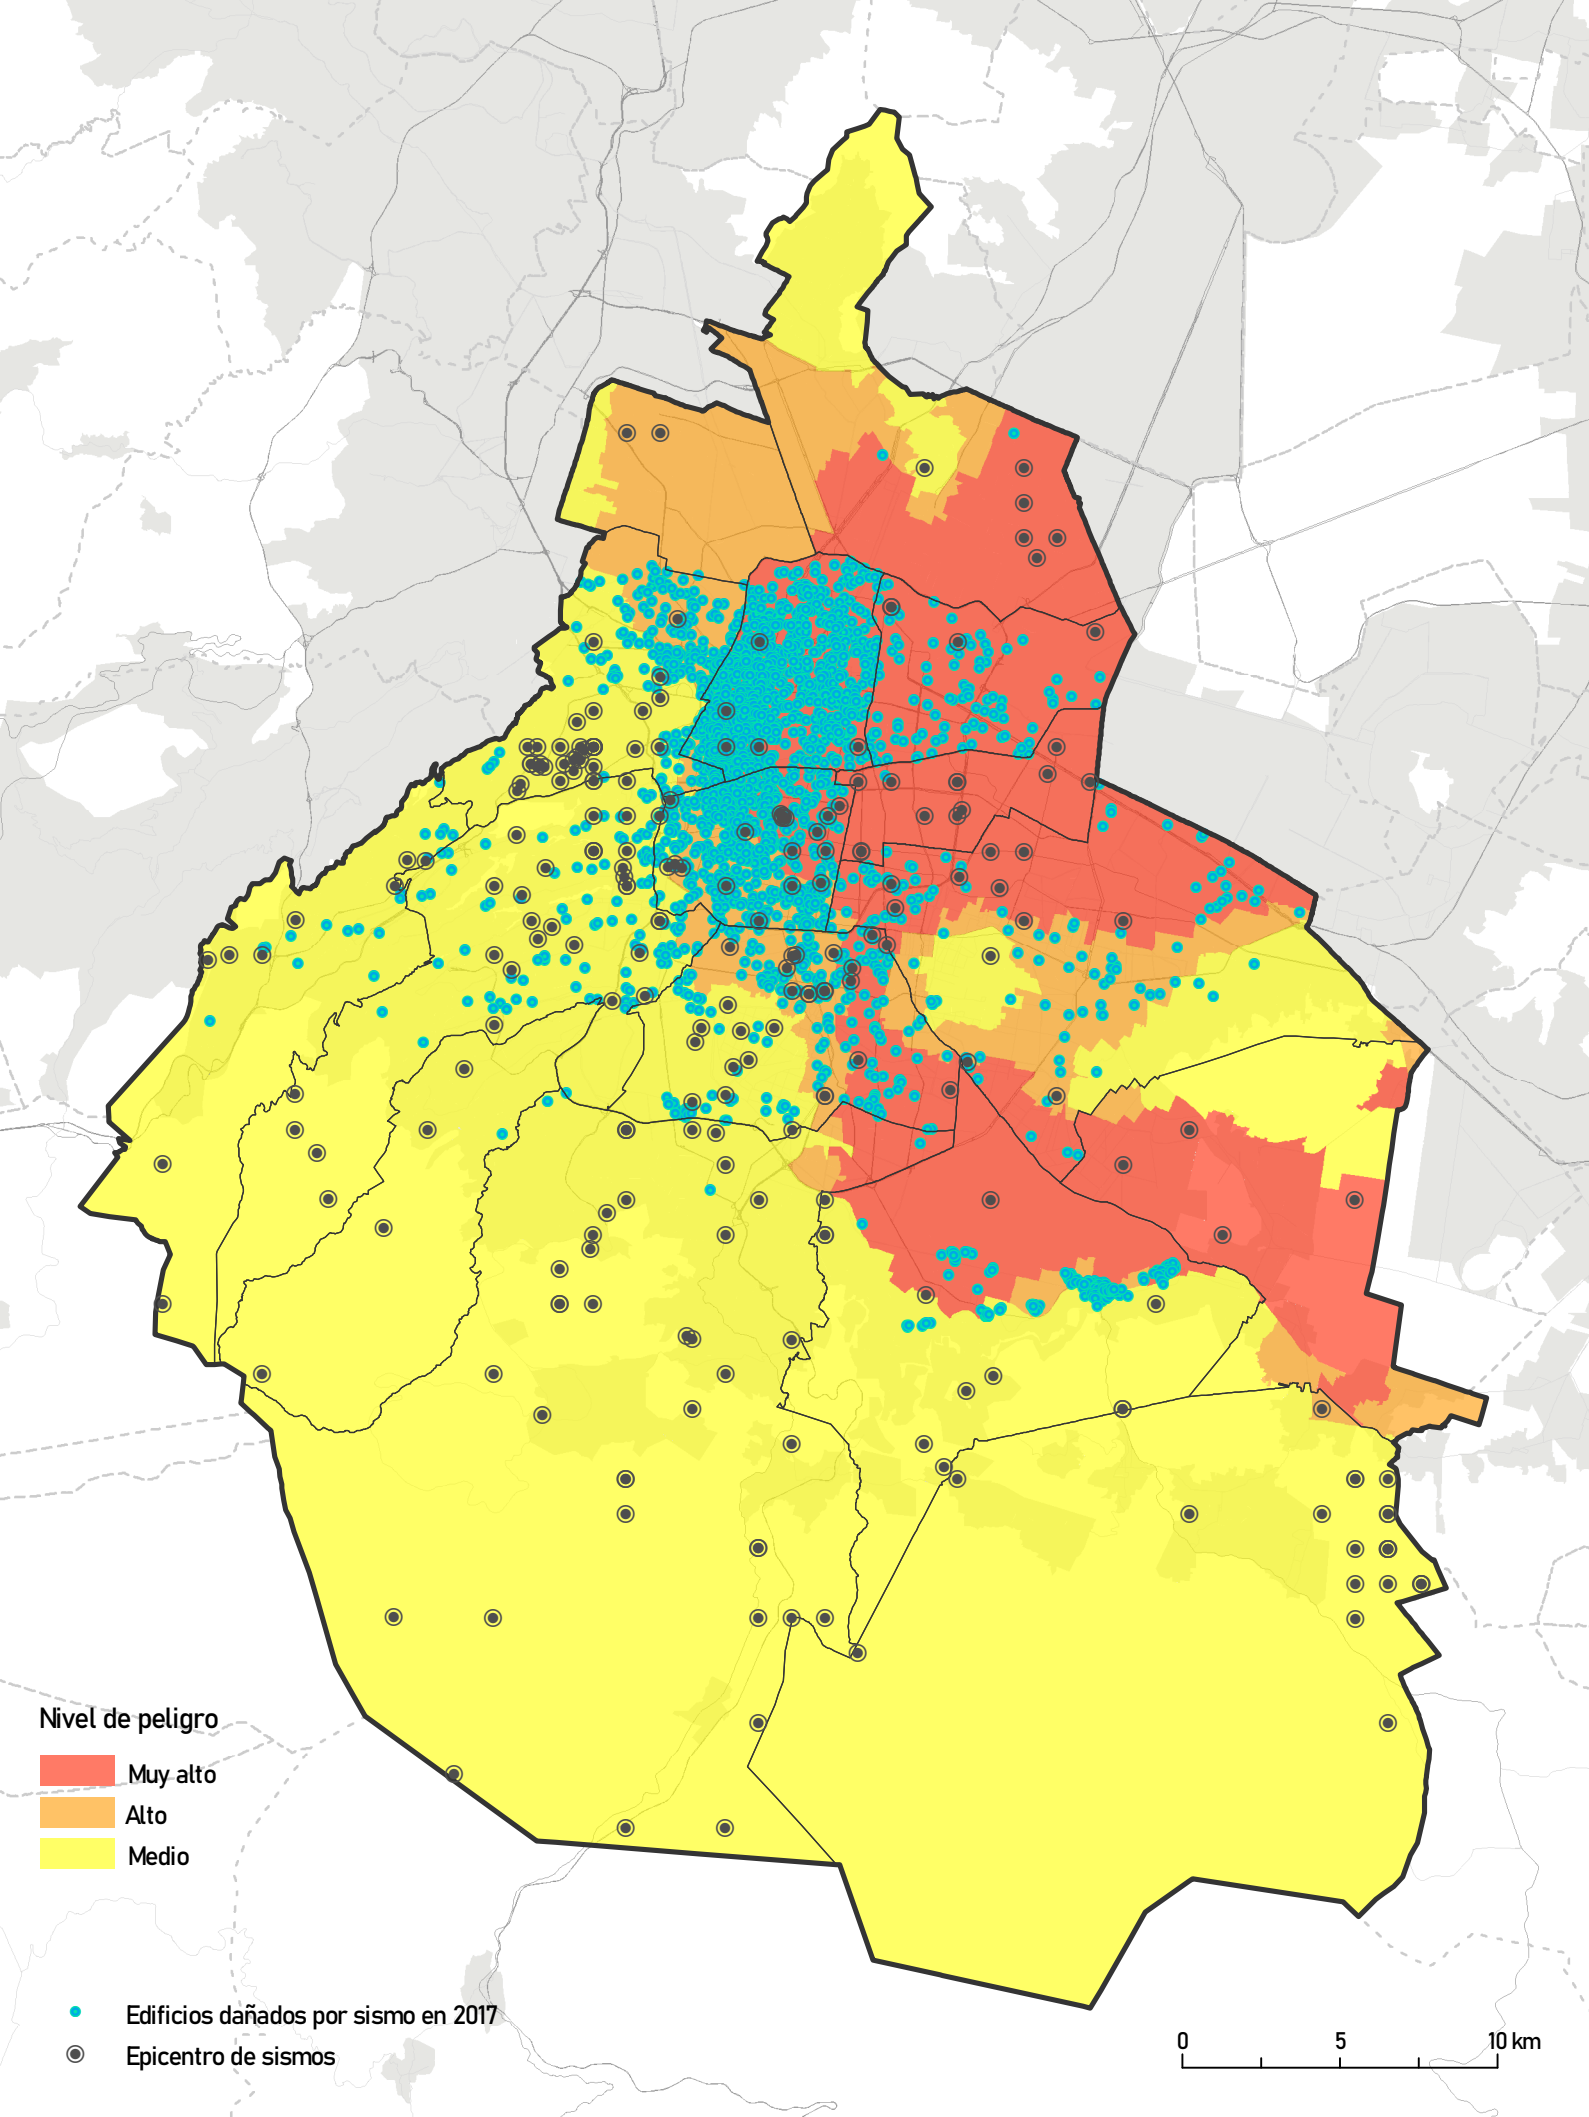 Nivel de peligro
Muy alto
Alto
Medio
Edificios dañados por sismo en 2017
Epicentro de sismos
0 5 10 km